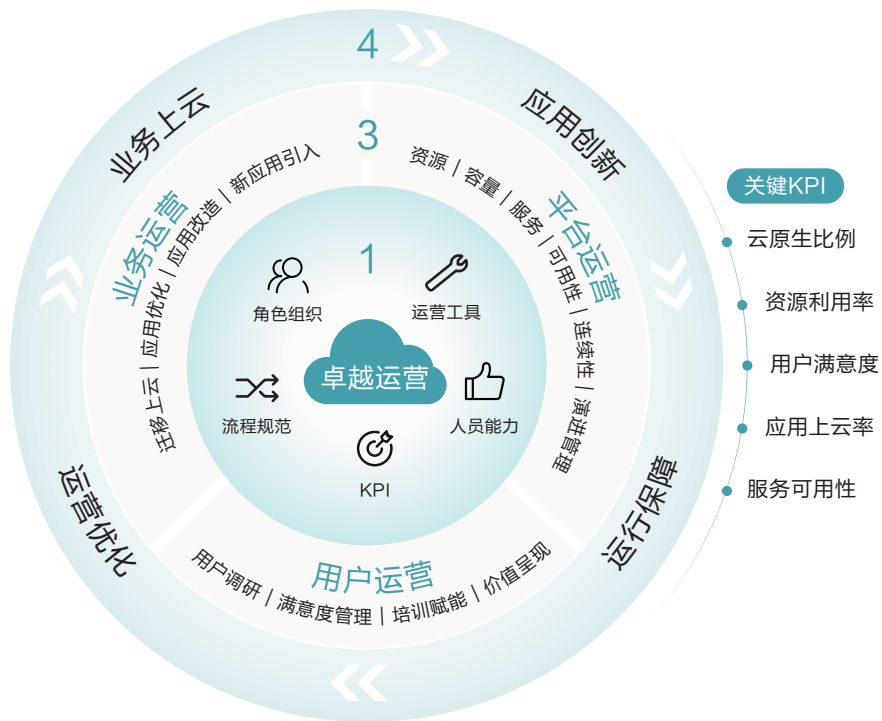 4
业务上云
应用创新
运行保障
运营优化
3
业务运营
迁移上云 | 应用优化 | 应用改造 | 新应用引入
平台运营
资源 | 容量 | 服务 | 可用性 | 连续性 | 演进管理
用户运营
用户调研 | 满意度管理 | 培训赋能 | 价值呈现
1
角色组织
运营工具
卓越运营
流程规范
人员能力
KPI
关键KPI
云原生比例
资源利用率
用户满意度
应用上云率
服务可用性